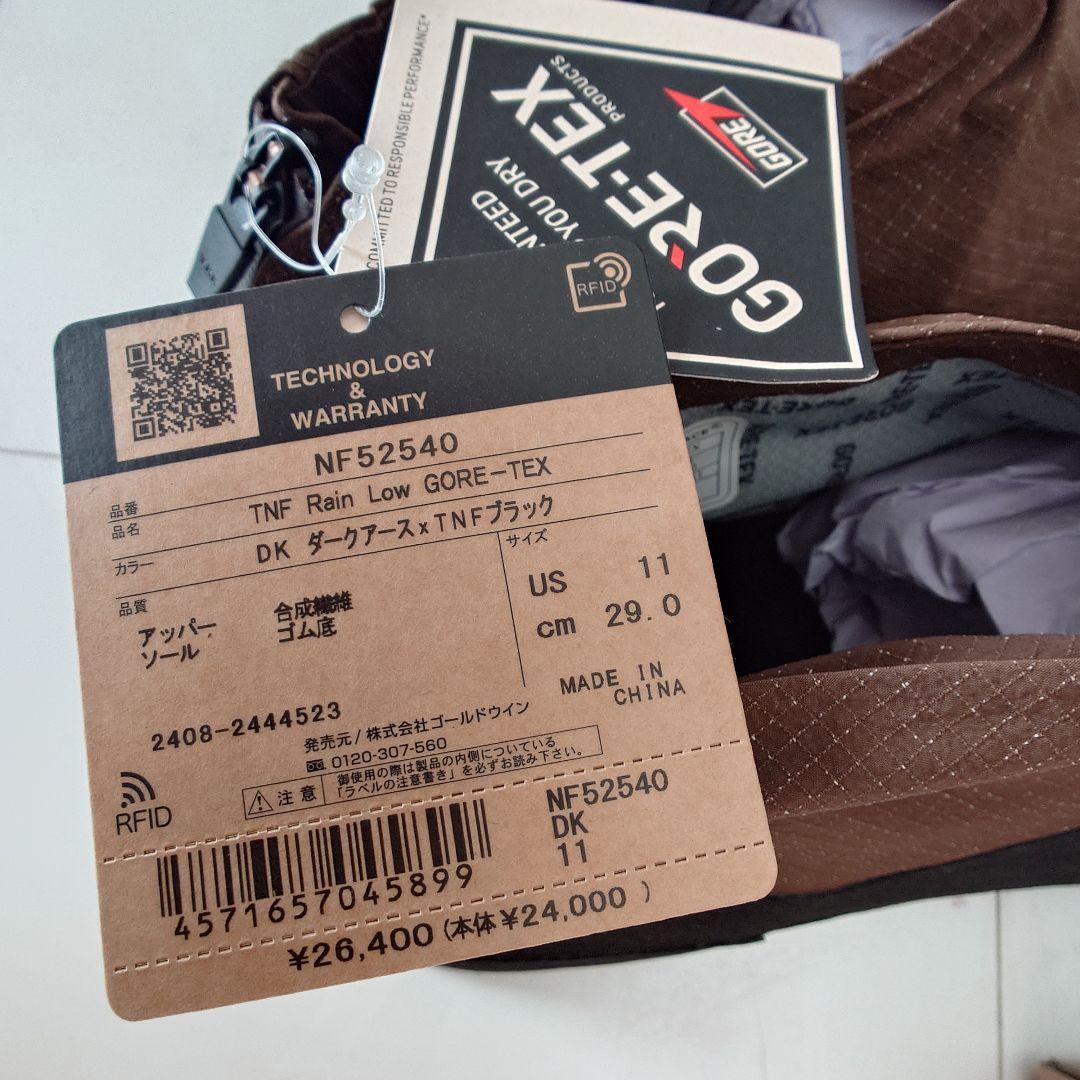 COMMITTED TO RESPONSIBLE PERFORMANCE*
GORE
GORE-TEX
PRODUCTS
YOU DRY
RFID
TECHNOLOGY
&
WARRANTY
品番 NF52540
品名 TNF Rain Low GORE-TEX
カラー DK ダークアースxTNFブラック
品質
アッパー 合成繊維
ソール ゴム底
サイズ
US 11
cm 29.0
MADE IN
CHINA
2408-2444523
発売元/株式会社ゴールドウイン
0120-307-560
注意 御使用の際は製品の内側についている
「ラベルの注意書き」を必ずお読み下さい。
RFID
NF52540
DK
11
4571657045899
¥26,400(本体¥24,000 )